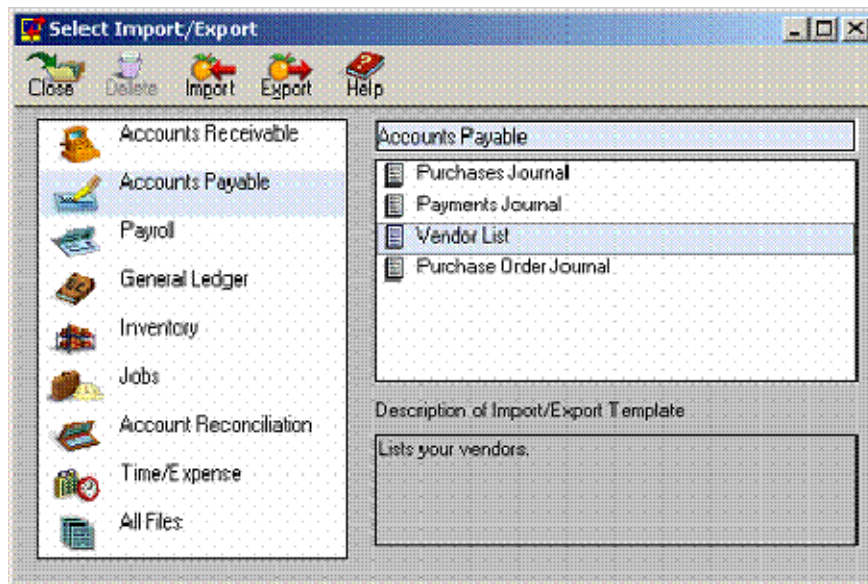 Select Import/Export
Close Delete Import Export Help
Accounts Receivable
Accounts Payable
Payroll
General Ledger
Inventory
Jobs
Account Reconciliation
Time/Expense
All Files
Accounts Payable
Purchases Journal
Payments Journal
Vendor List
Purchase Order Journal
Description of Import/Export Template
Lists your vendors.